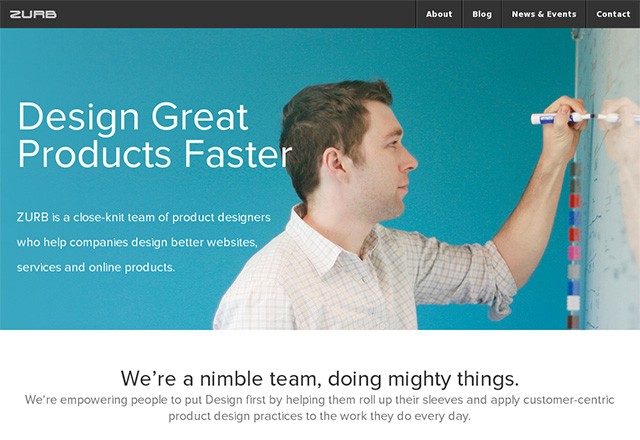 ZURB
About
Blog
News & Events
Contact
Design Great
Products Faster
ZURB is a close-knit team of product designers
who help companies design better websites,
services and online products.
We’re a nimble team, doing mighty things.
We’re empowering people to put Design first by helping them roll up their sleeves and apply customer-centric
product design practices to the work they do every day.